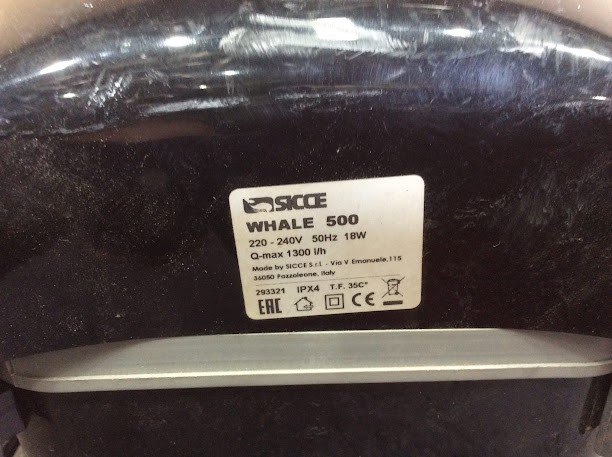 SICCE
WHALE 500
220 - 240V 50Hz 18W
Q-max 1300 l/h
Made by SICCE S.r.l. - Via V Emanuele,115
36050 Pozzoleone, Italy
293321 IPX4 T.F. 35C°
EAC CE